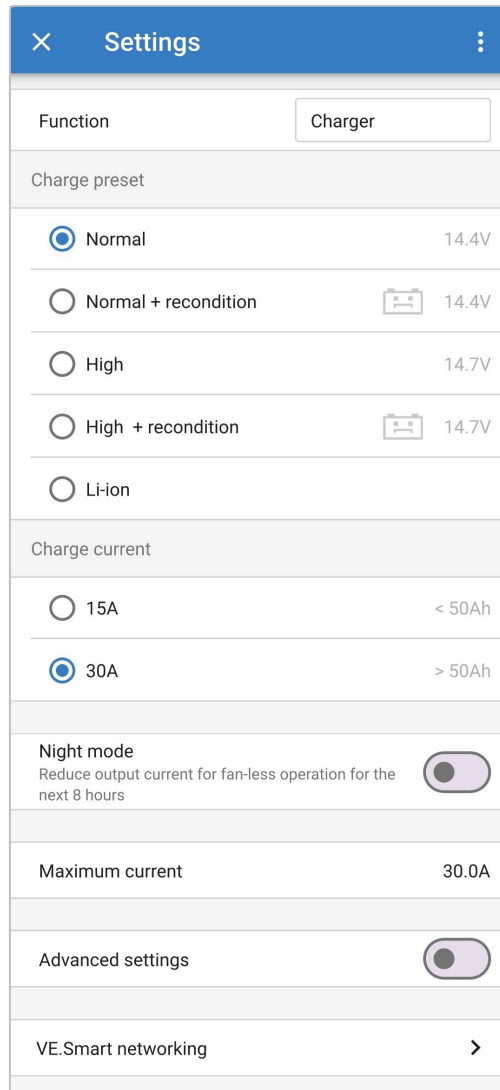 Settings
Function Charger
Charge preset
Normal 14.4V
Normal + recondition 14.4V
High 14.7V
High + recondition 14.7V
Li-ion
Charge current
15A < 50Ah
30A > 50Ah
Night mode
Reduce output current for fan-less operation for the
next 8 hours
Maximum current 30.0A
Advanced settings
VE.Smart networking